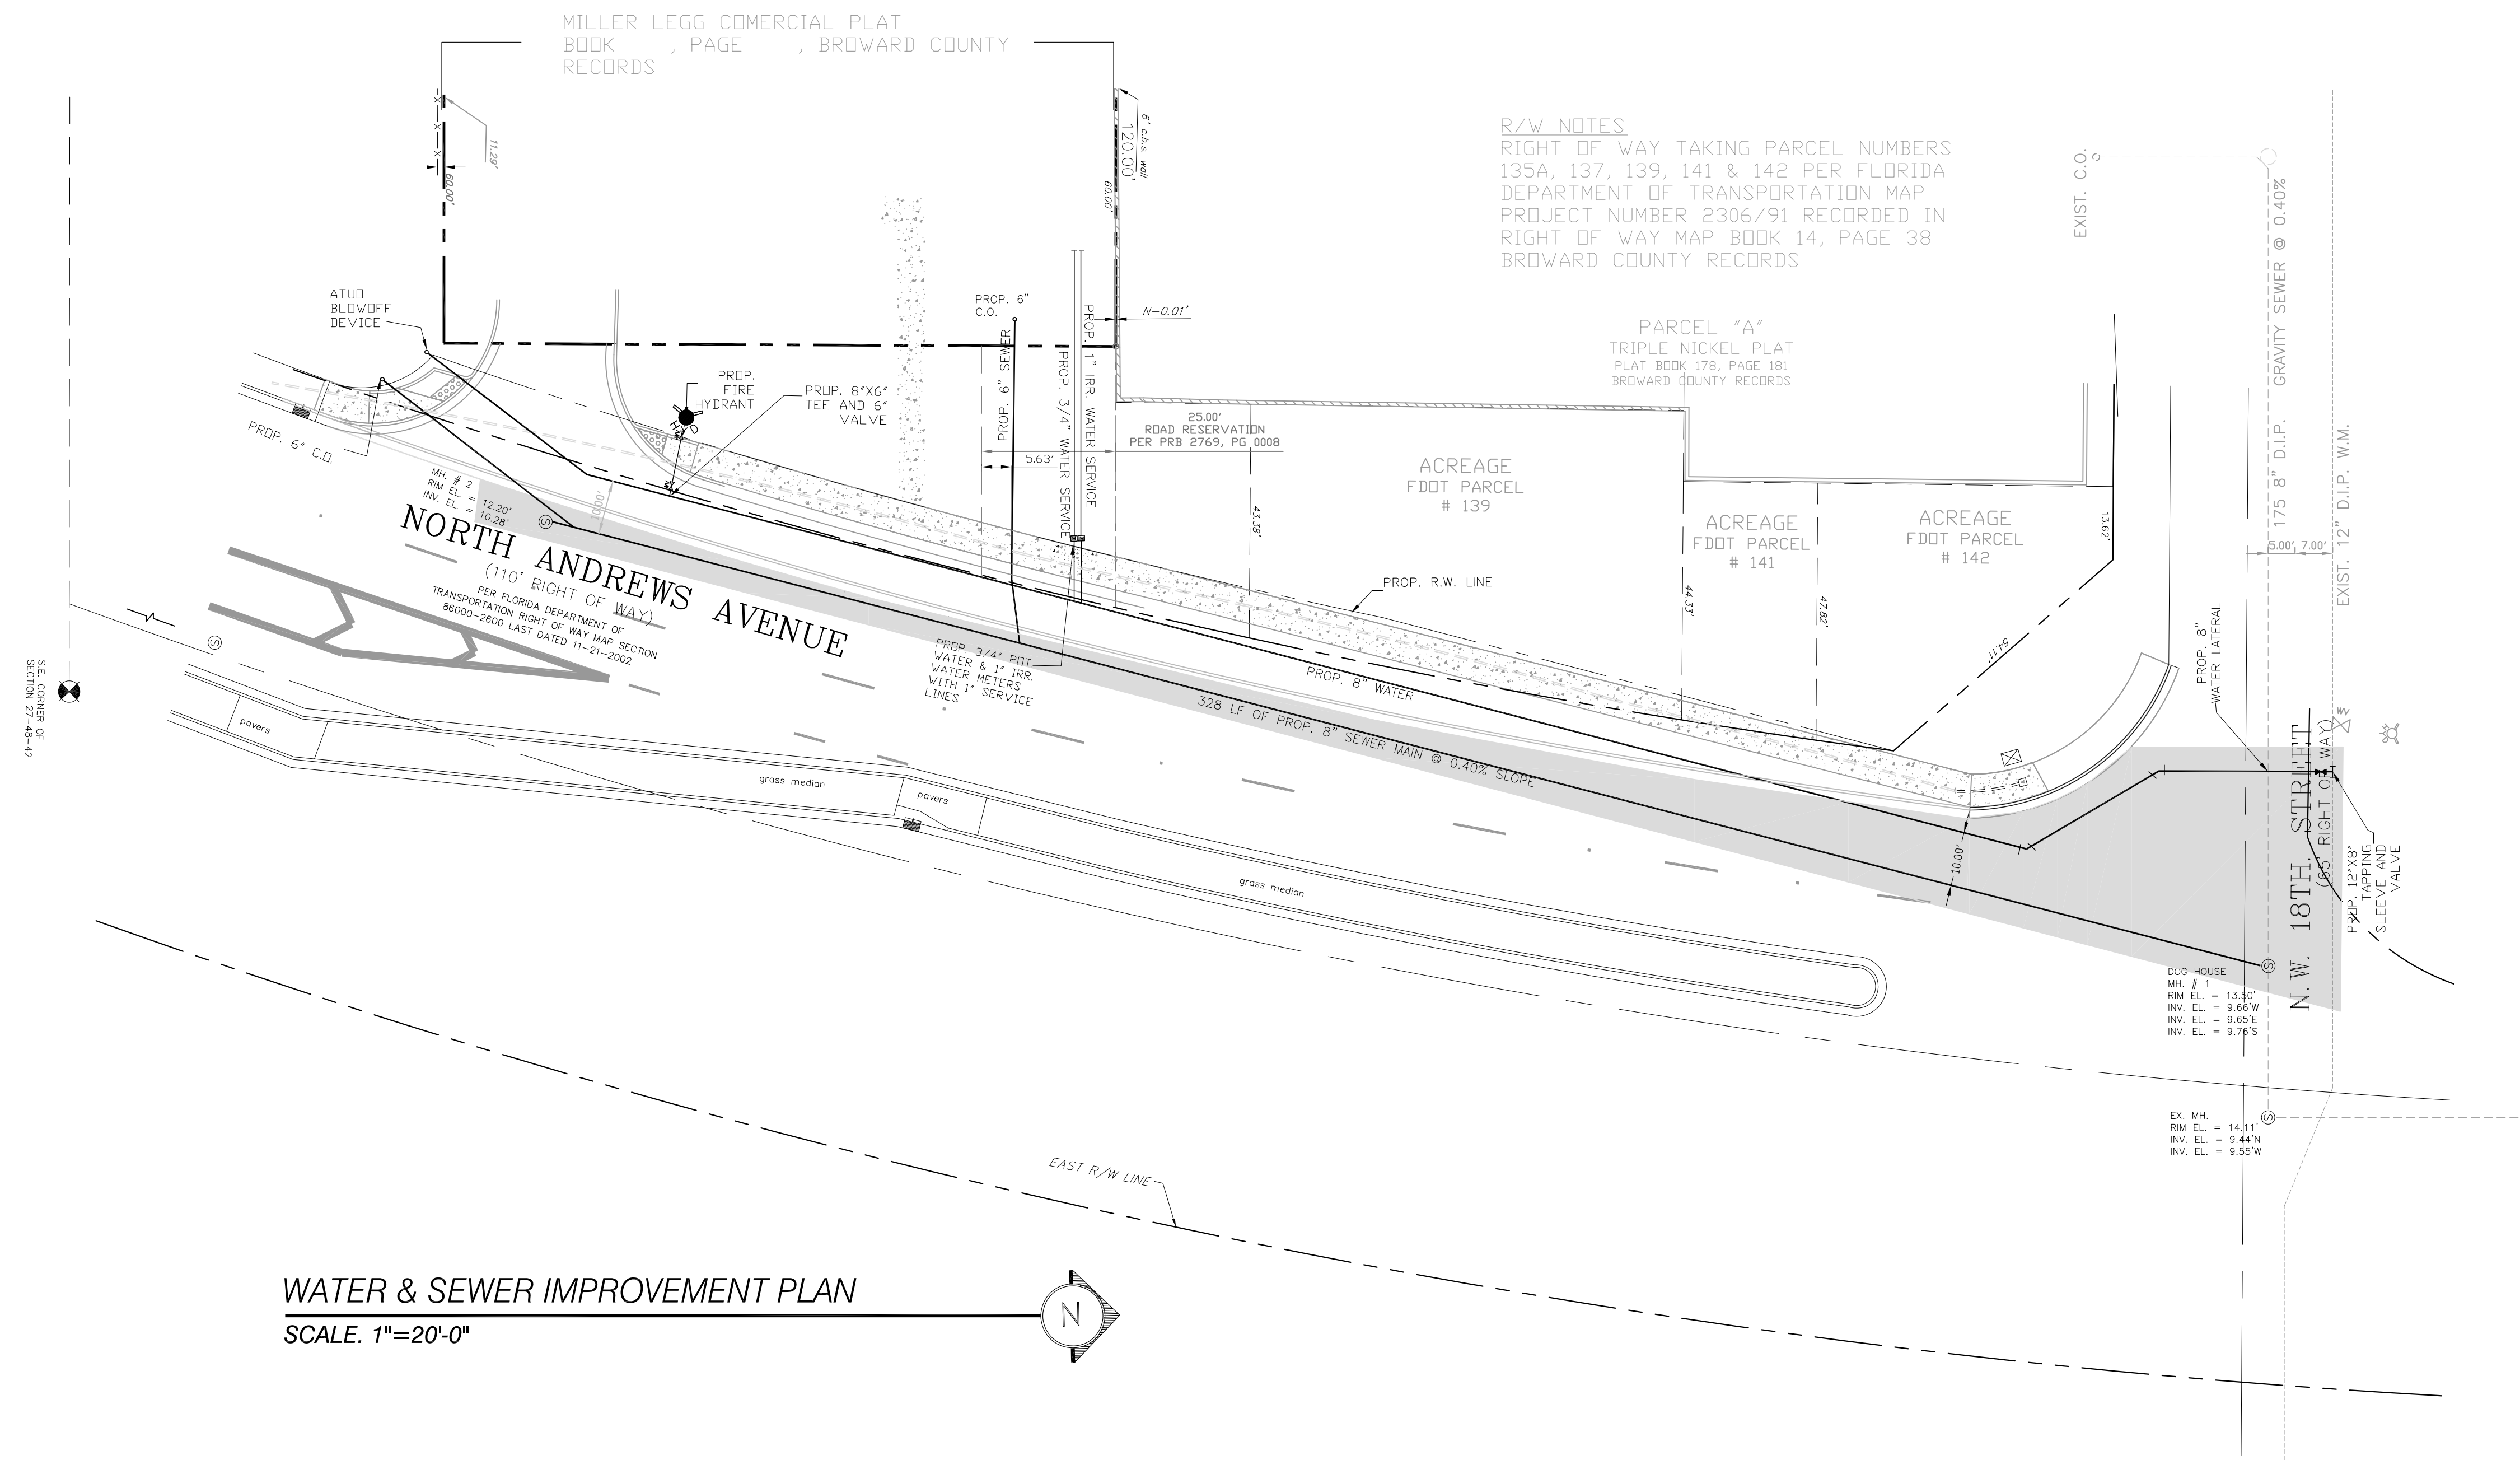 MILLER LEGG COMERCIAL PLAT
BOOK , PAGE , BROWARD COUNTY
RECORDS
11.29'
60.00'
6' c.b.s. wall
120.00'
60.00'
R/W NOTES
RIGHT OF WAY TAKING PARCEL NUMBERS
135A, 137, 139, 141 & 142 PER FLORIDA
DEPARTMENT OF TRANSPORTATION MAP
PROJECT NUMBER 2306/91 RECORDED IN
RIGHT OF WAY MAP BOOK 14, PAGE 38
BROWARD COUNTY RECORDS
EXIST. C.O.
175 8" D.I.P. GRAVITY SEWER @ 0.40%
EXIST. 12" D.I.P. W.M.
ATUO
BLOWOFF
DEVICE
PROP. 6"
C.O.
PROP. 6" SEWER
PROP. 3/4" WATER SERVICE
PROP. 1" IRR. WATER SERVICE
N-0.01'
PARCEL "A"
TRIPLE NICKEL PLAT
PLAT BOOK 178, PAGE 181
BROWARD COUNTY RECORDS
PROP.
FIRE
HYDRANT
HYD
PROP. 8"X6"
TEE AND 6"
VALVE
25.00'
ROAD RESERVATION
PER PRB 2769, PG 0008
5.63'
PROP. 6" C.O.
MH. # 2
RIM EL. = 12.20'
INV. EL. = 10.28'
S
10.00'
ACREAGE
FDOT PARCEL
# 139
ACREAGE
FDOT PARCEL
# 141
ACREAGE
FDOT PARCEL
# 142
43.38'
44.33'
47.82'
13.62'
54.11'
5.00'
7.00'
NORTH ANDREWS AVENUE
(110' RIGHT OF WAY)
PER FLORIDA DEPARTMENT OF
TRANSPORTATION RIGHT OF WAY MAP SECTION
86000-2600 LAST DATED 11-21-2002
PROP. R.W. LINE
S
S.E. CORNER OF
SECTION 27-48-42
PROP. 3/4" POT.
WATER & 1" IRR.
WATER METERS
WITH 1" SERVICE
LINES
PROP. 8" WATER
328 LF OF PROP. 8" SEWER MAIN @ 0.40% SLOPE
PROP. 8"
WATER LATERAL
WV
N.W. 18TH. STREET
(65' RIGHT OF WAY)
PROP. 12"X8"
TAPPING
SLEEVE AND
VALVE
pavers
grass median
pavers
grass median
10.00'
S
DOG HOUSE
MH. # 1
RIM EL. = 13.50'
INV. EL. = 9.66'W
INV. EL. = 9.65'E
INV. EL. = 9.76'S
EX. MH.
RIM EL. = 14.11'
INV. EL. = 9.44'N
INV. EL. = 9.55'W
S
EAST R/W LINE
WATER & SEWER IMPROVEMENT PLAN
SCALE. 1"=20'-0"
N